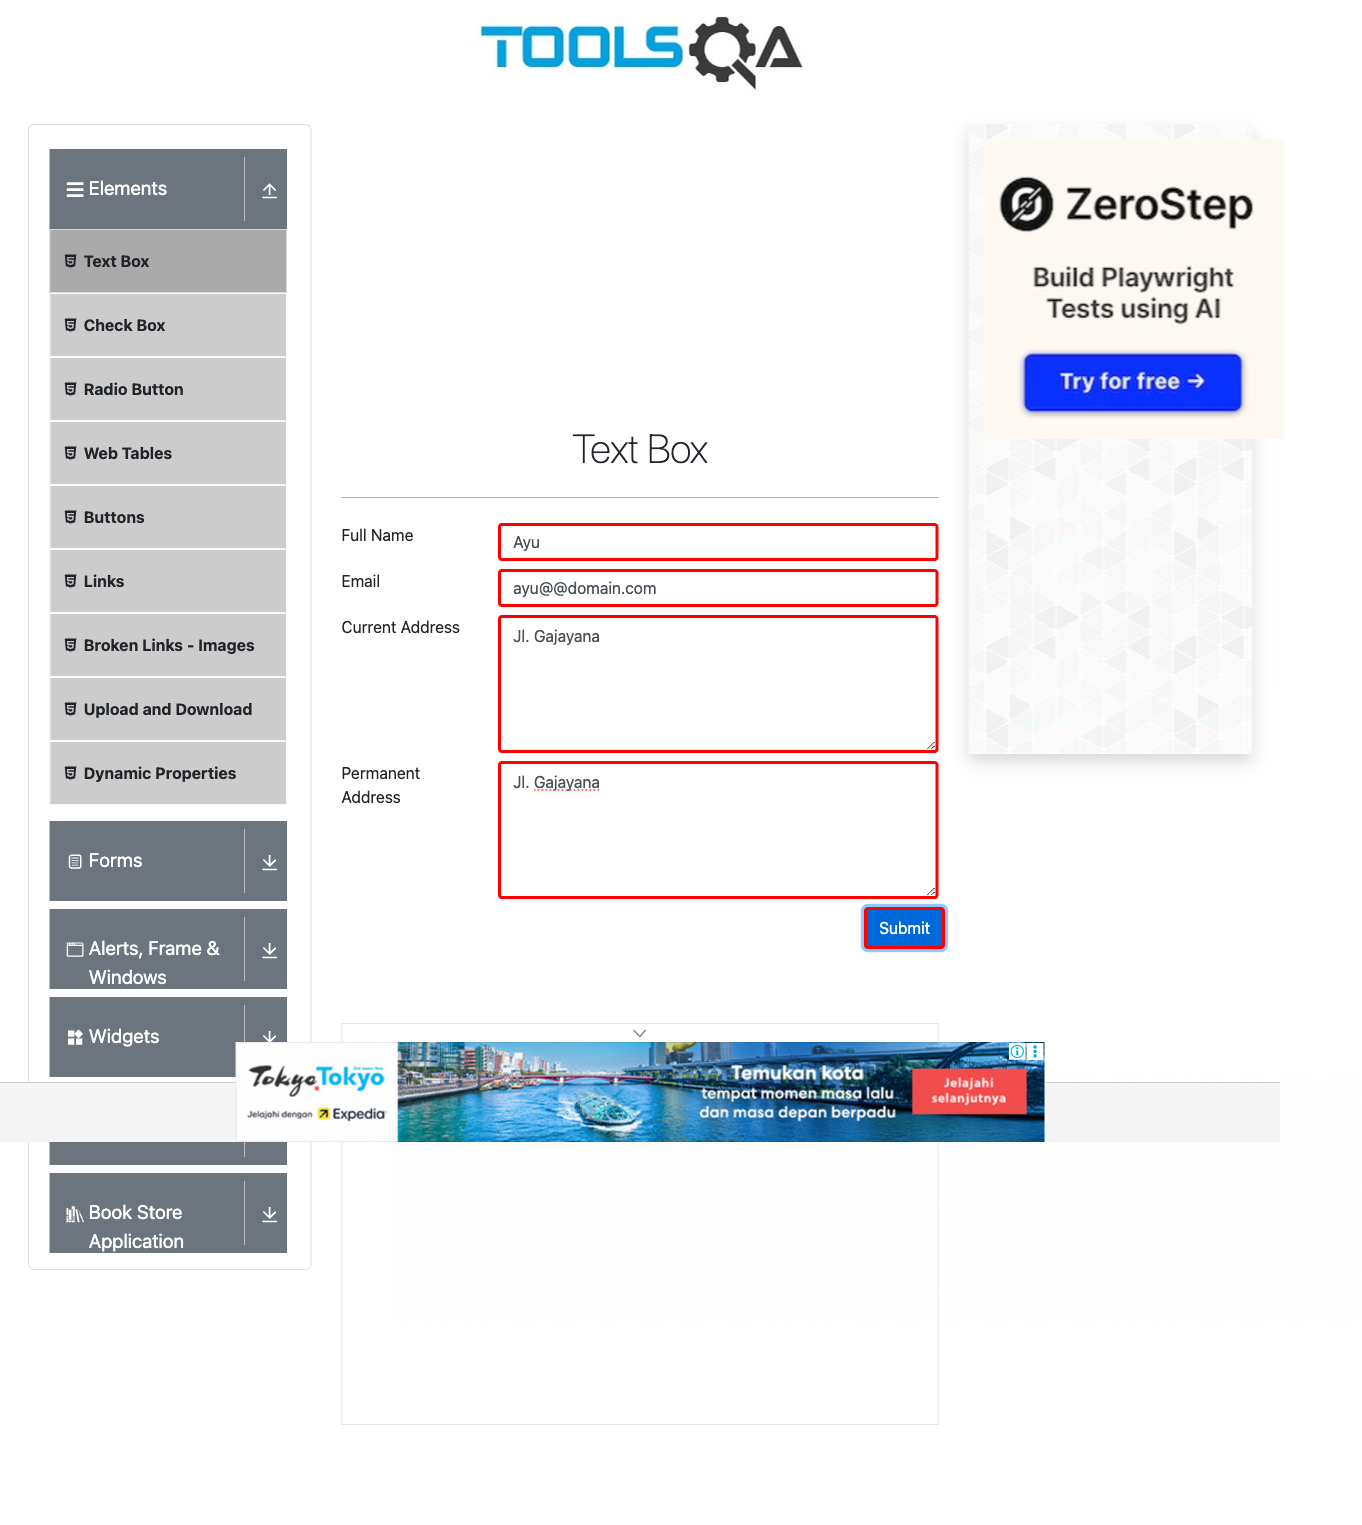 TOOLSQA
Elements
Text Box
Check Box
Radio Button
Web Tables
Buttons
Links
Broken Links - Images
Upload and Download
Dynamic Properties
Forms
Alerts, Frame &
Windows
Widgets
Book Store
Application
Text Box
Full Name
Ayu
Email
ayu@@domain.com
Current Address
Jl. Gajayana
Permanent
Address
Jl. Gajayana
Submit
ZeroStep
Build Playwright
Tests using AI
Try for free →
TokyoTokyo
Jelajahi dengan Expedia
Temukan kota
tempat momen masa lalu
dan masa depan berpadu
Jelajahi
selanjutnya